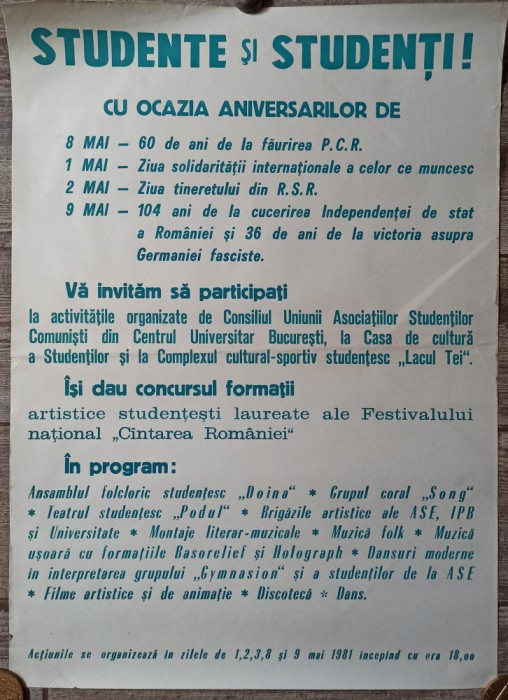 STUDENTE ȘI STUDENȚI!
CU OCAZIA ANIVERSARILOR DE
8 MAI — 60 de ani de la făurirea P.C.R.
1 MAI — Ziua solidarității internaționale a celor ce muncesc
2 MAI — Ziua tineretului din R.S.R.
9 MAI — 104 ani de la cucerirea Independenței de stat
a României și 36 de ani de la victoria asupra
Germaniei fasciste.
Vă invităm să participați
la activitățile organizate de Consiliul Uniunii Asociațiilor Studenților
Comuniști din Centrul Universitar București, la Casa de cultură
a Studenților și la Complexul cultural-sportiv studențesc „Lacul Tei".
Își dau concursul formații
artistice studențești laureate ale Festivalului
național „Cîntarea României"
În program:
Ansamblul folcloric studențesc „Doina" * Grupul coral „Song"
* Teatrul studențesc „Podul" * Brigăzile artistice ale ASE, IPB
și Universitate * Montaje literar-muzicale * Muzică folk * Muzică
ușoară cu formațiile Basorelief și Holograph * Dansuri moderne
in interpretarea grupului „Gymnasion" și a studenților de la ASE
* Filme artistice și de animație * Discotecă * Dans.
Acțiunile se organizează în zilele de 1,2,3,8 și 9 mai 1981 începind cu ora 18,00